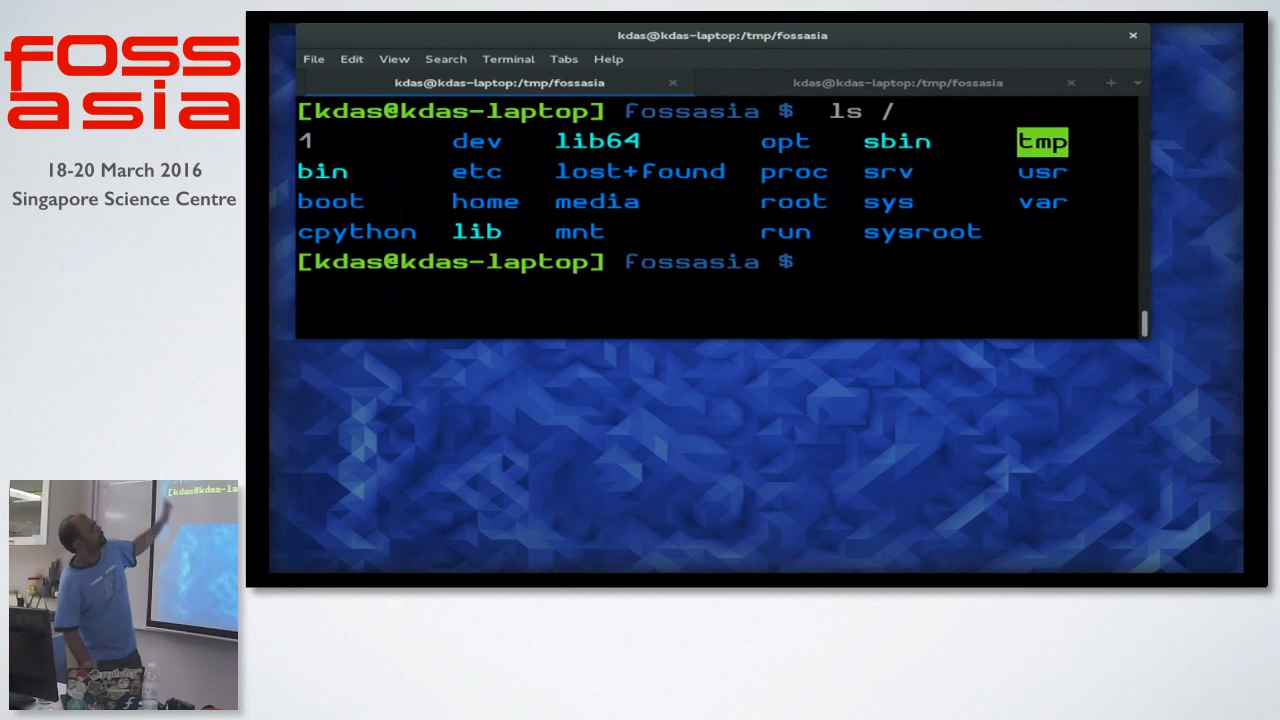 foss
asia
18-20 March 2016
Singapore Science Centre
kdas@kdas-laptop:/tmp/fossasia
File Edit View Search Terminal Tabs Help
kdas@kdas-laptop:/tmp/fossasia kdas@kdas-laptop:/tmp/fossasia
[kdas@kdas-laptop] fossasia $ ls /
1 dev lib64 opt sbin tmp
bin etc lost+found proc srv usr
boot home media root sys var
cpython lib mnt run sysroot
[kdas@kdas-laptop] fossasia $
[kdas@kdas-la